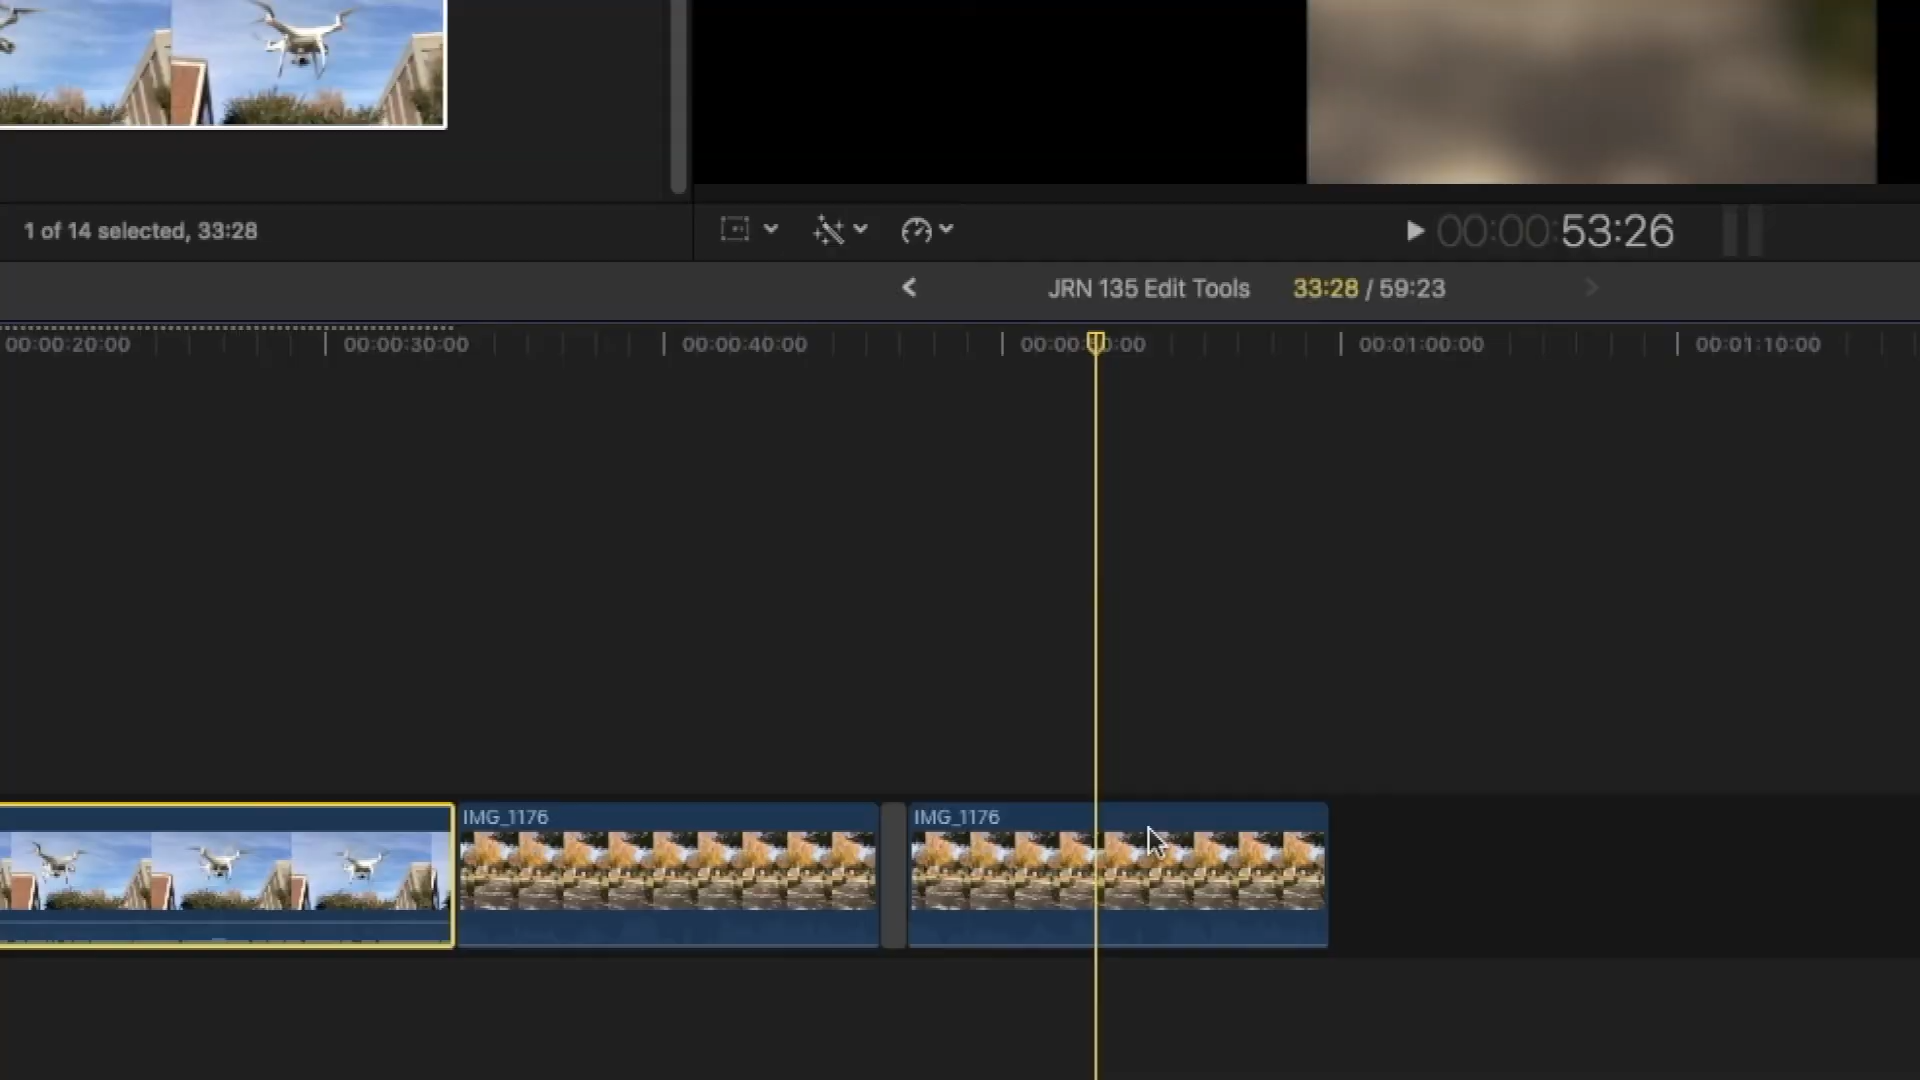 1 of 14 selected, 33:28
00:00:53:26
JRN 135 Edit Tools 33:28 / 59:23
00:00:20:00 00:00:30:00 00:00:40:00 00:00:50:00 00:01:00:00 00:01:10:00
IMG_1176 IMG_1176